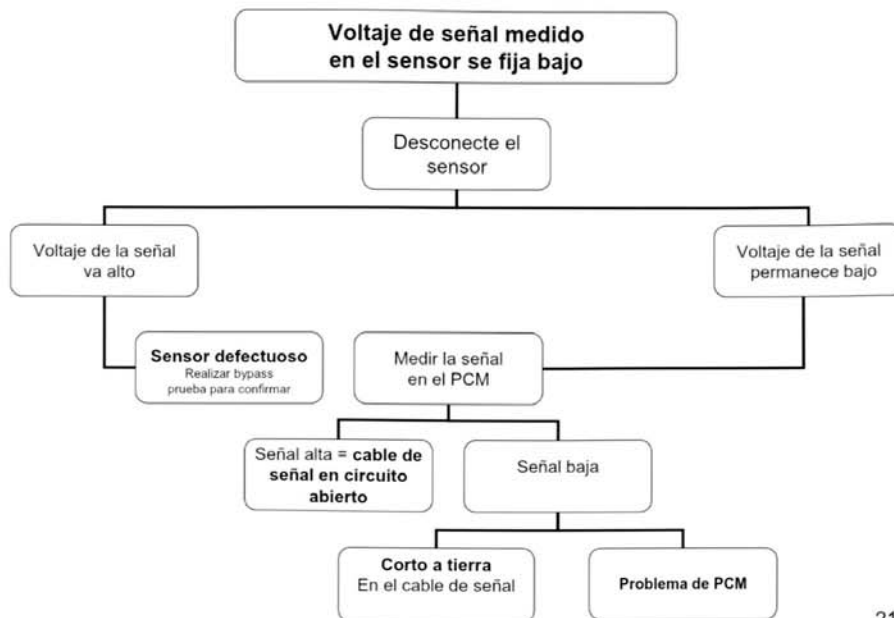 Voltaje de señal medido
en el sensor se fija bajo
Desconecte el
sensor
Voltaje de la señal
va alto
Voltaje de la señal
permanece bajo
Sensor defectuoso
Realizar bypass
prueba para confirmar
Medir la señal
en el PCM
Señal alta = cable de
señal en circuito
abierto
Señal baja
Corto a tierra
En el cable de señal
Problema de PCM